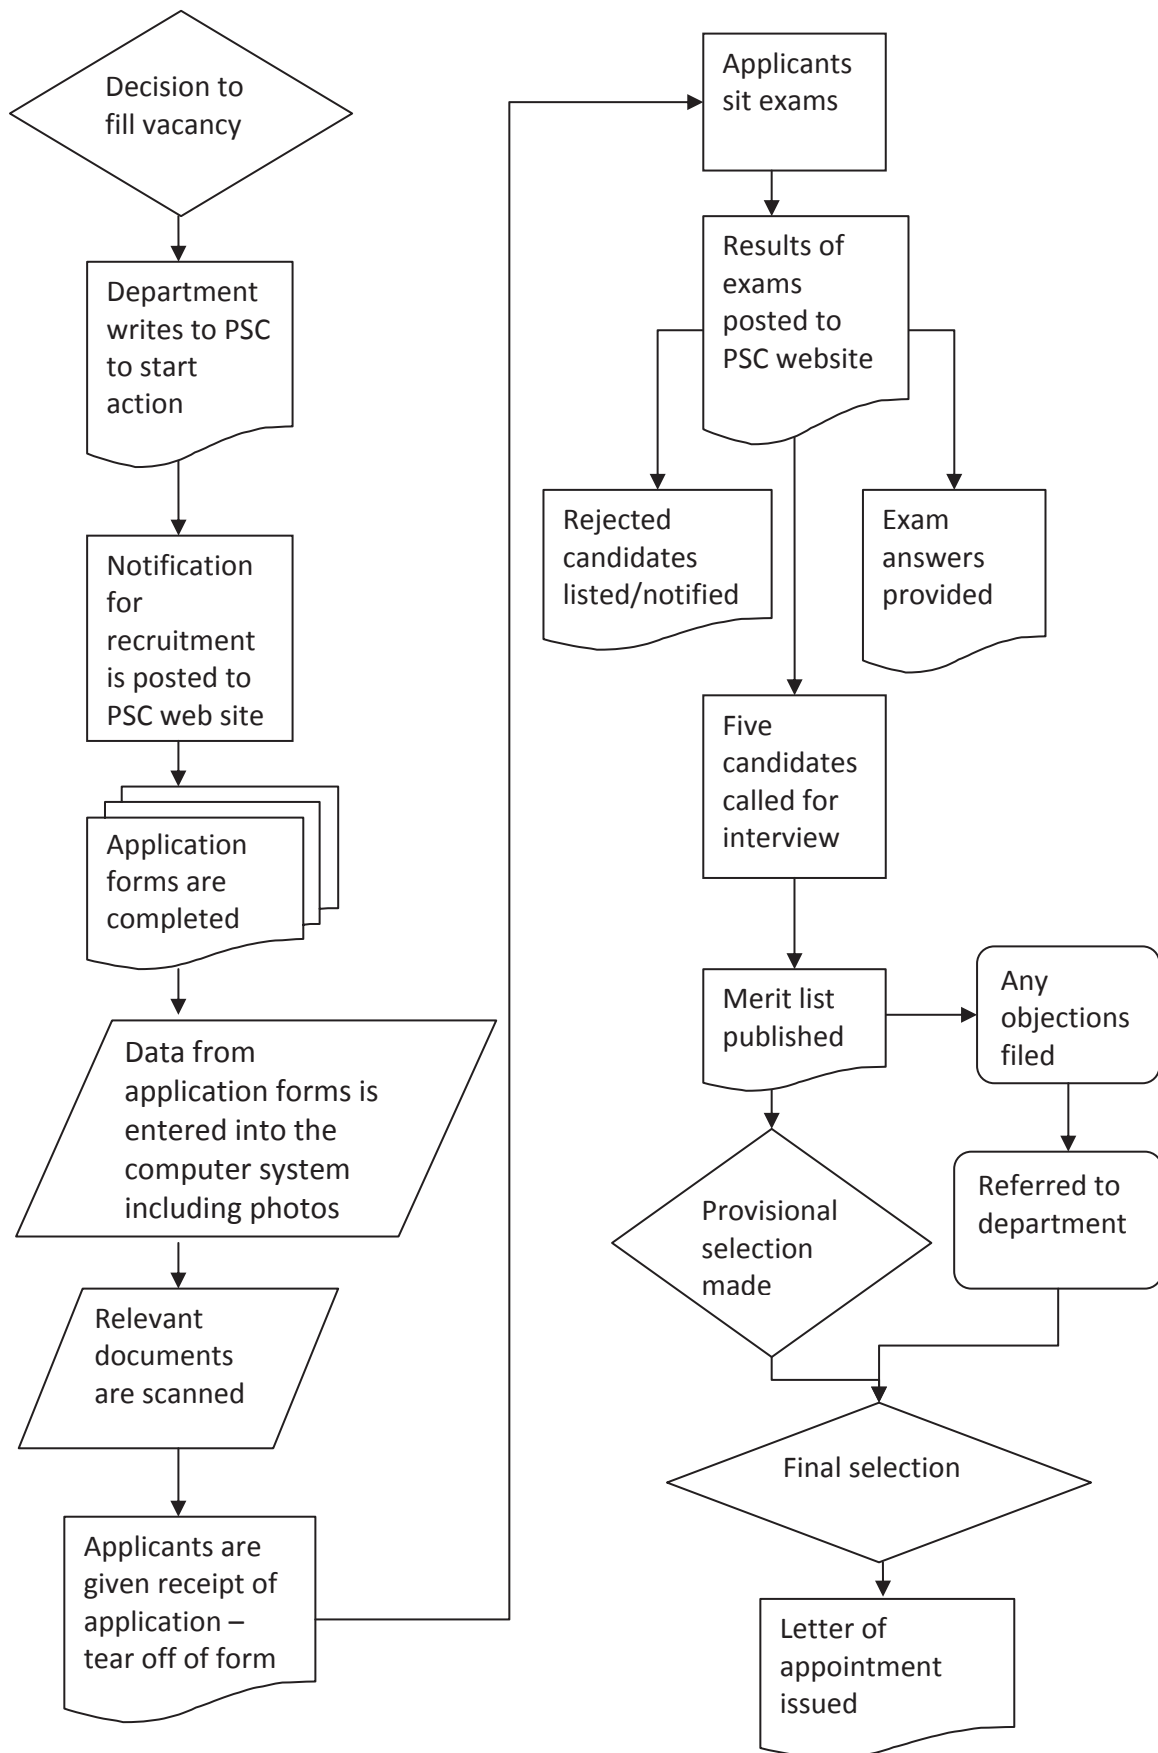 Decision to
fill vacancy
Department
writes to PSC
to start
action
Notification
for
recruitment
is posted to
PSC web site
Application
forms are
completed
Data from
application forms is
entered into the
computer system
including photos
Relevant
documents
are scanned
Applicants are
given receipt of
application –
tear off of form
Applicants
sit exams
Results of
exams
posted to
PSC website
Rejected
candidates
listed/notified
Exam
answers
provided
Five
candidates
called for
interview
Merit list
published
Any
objections
filed
Provisional
selection
made
Referred to
department
Final selection
Letter of
appointment
issued